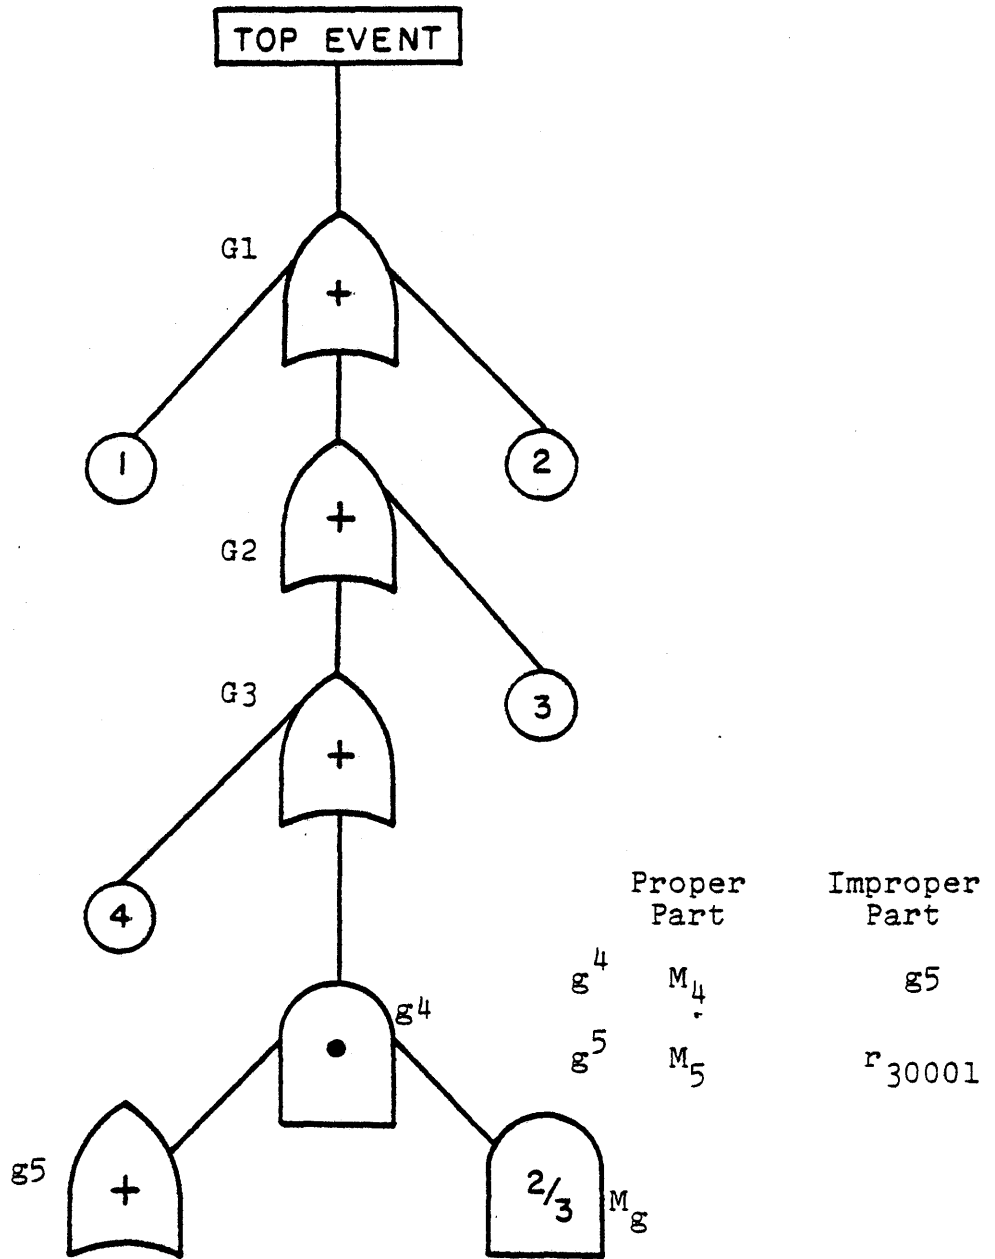 TOP EVENT
G1
+
1
2
+
G2
G3
3
+
4
Proper Improper
Part Part
g4 M4 g5
g4
•
g5 M5 r30001
g5
+
2/3
Mg